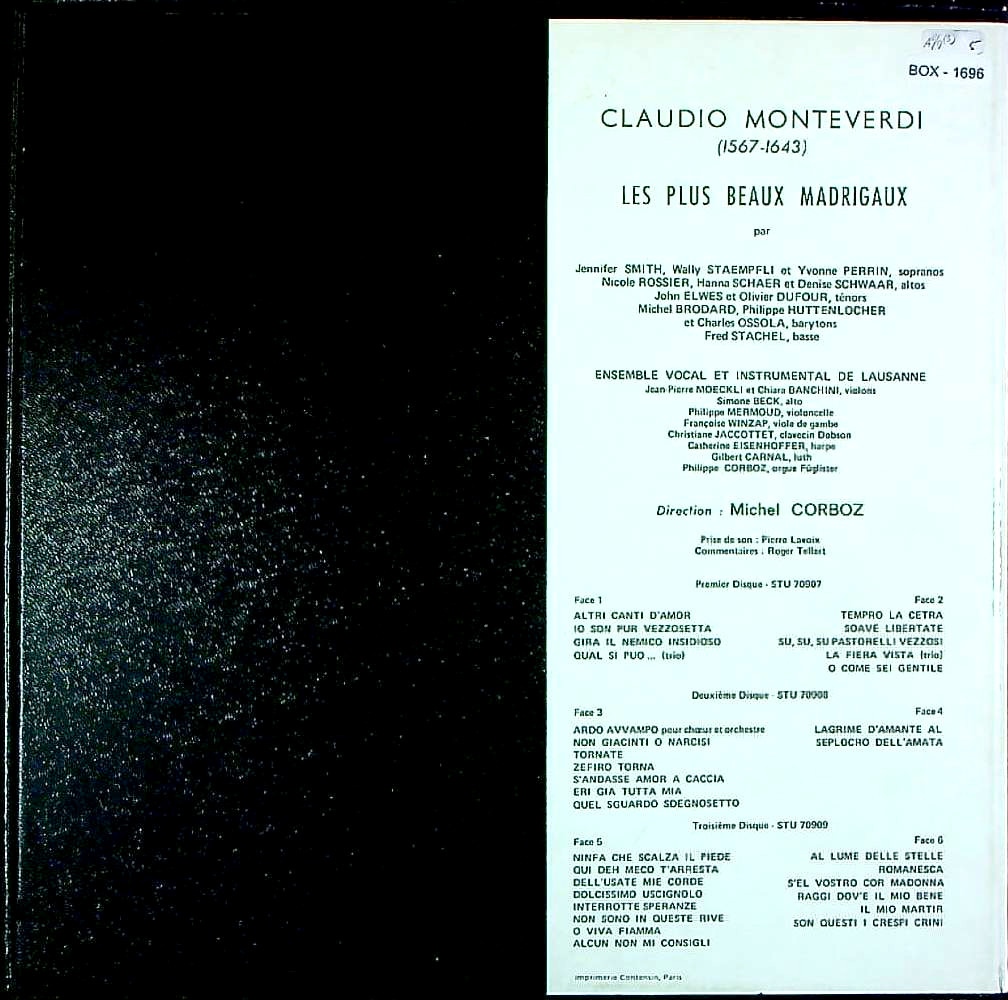 BOX - 1696
CLAUDIO MONTEVERDI
(1567-1643)
LES PLUS BEAUX MADRIGAUX
par
Jennifer SMITH, Wally STAEMPFLI et Yvonne PERRIN, sopranos
Nicole ROSSIER, Hanna SCHAER et Denise SCHWAAR, altos
John ELWES et Olivier DUFOUR, ténors
Michel BRODARD, Philippe HUTTENLOCHER
et Charles OSSOLA, barytons
Fred STACHEL, basse
ENSEMBLE VOCAL ET INSTRUMENTAL DE LAUSANNE
Jean-Pierre MOECKLI et Chiara BANCHINI, violons
Simone BECK, alto
Philippe MERMOUD, violoncelle
Françoise WINZAP, viole de gambe
Christiane JACCOTTET, clavecin Dobson
Catherine EISENHOFFER, harpe
Gilbert CARNAL, luth
Philippe CORBOZ, orgue Füglister
Direction : Michel CORBOZ
Prise de son : Pierre Lavoix
Commentaires : Roger Tellart
Premier Disque - STU 70907
Face 1
ALTRI CANTI D'AMOR
IO SON PUR VEZZOSETTA
GIRA IL NEMICO INSIDIOSO
QUAL SI PUO ... (trio)
Face 2
TEMPRO LA CETRA
SOAVE LIBERTATE
SU, SU, SU PASTORELLI VEZZOSI
LA FIERA VISTA (trio)
O COME SEI GENTILE
Deuxième Disque - STU 70908
Face 3
ARDO AVVAMPO pour chœur et orchestre
NON GIACINTI O NARCISI
TORNATE
ZEFIRO TORNA
S'ANDASSE AMOR A CACCIA
ERI GIA TUTTA MIA
QUEL SGUARDO SDEGNOSETTO
Face 4
LAGRIME D'AMANTE AL
SEPLOCRO DELL'AMATA
Troisième Disque - STU 70909
Face 5
NINFA CHE SCALZA IL PIEDE
QUI DEH MECO T'ARRESTA
DELL'USATE MIE CORDE
DOLCISSIMO USCIGNOLO
INTERROTTE SPERANZE
NON SONO IN QUESTE RIVE
O VIVA FIAMMA
ALCUN NON MI CONSIGLI
Face 6
AL LUME DELLE STELLE
ROMANESCA
S'EL VOSTRO COR MADONNA
RAGGI DOV'E IL MIO BENE
IL MIO MARTIR
SON QUESTI I CRESPI CRINI
Imprimerie Contensin, Paris